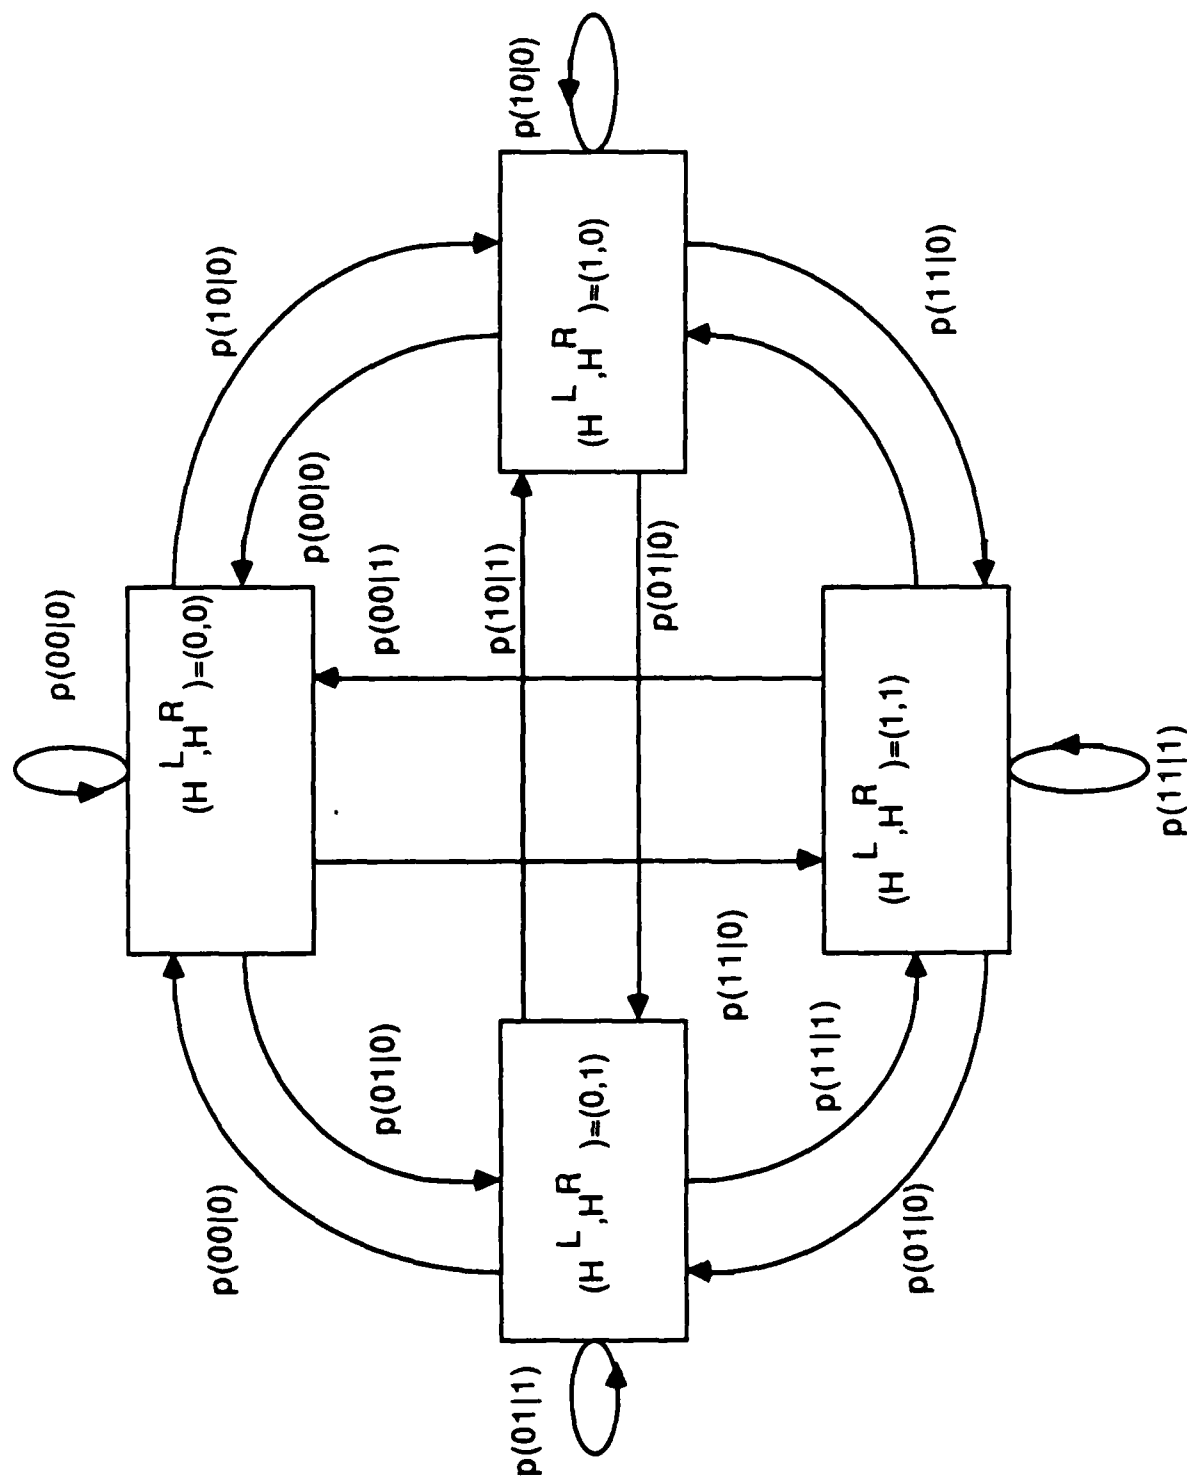 p(00|0)
(H^L,H^R)=(0,0)
p(00|0)
p(10|0)
p(00|0)
p(01|0)
p(00|1)
p(10|1)
p(01|1)
p(10|0)
(H^L,H^R)=(0,1)
(H^L,H^R)=(1,0)
p(01|0)
p(11|0)
p(11|1)
(H^L,H^R)=(1,1)
p(01|0)
p(11|0)
p(11|1)